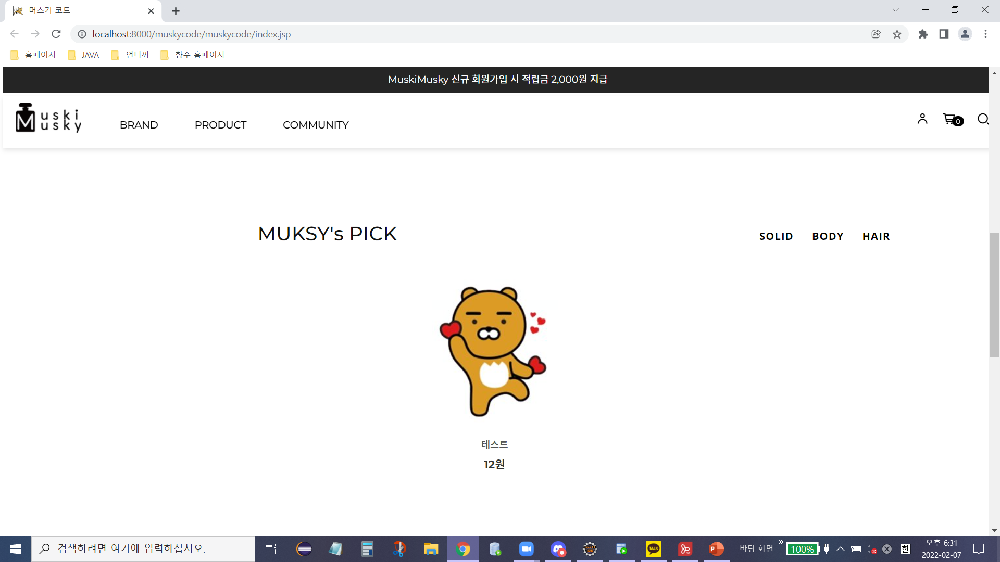 머스키 코드
localhost:8000/muskycode/muskycode/index.jsp
홈페이지 JAVA 언니꺼 향수 홈페이지
MuskiMusky 신규 회원가입 시 적립금 2,000원 지급
Muski
Musky
BRAND PRODUCT COMMUNITY
0
MUKSY's PICK
SOLID BODY HAIR
테스트
12원
검색하려면 여기에 입력하십시오.
TALK
바탕 화면
100%
한
오후 6:31
2022-02-07